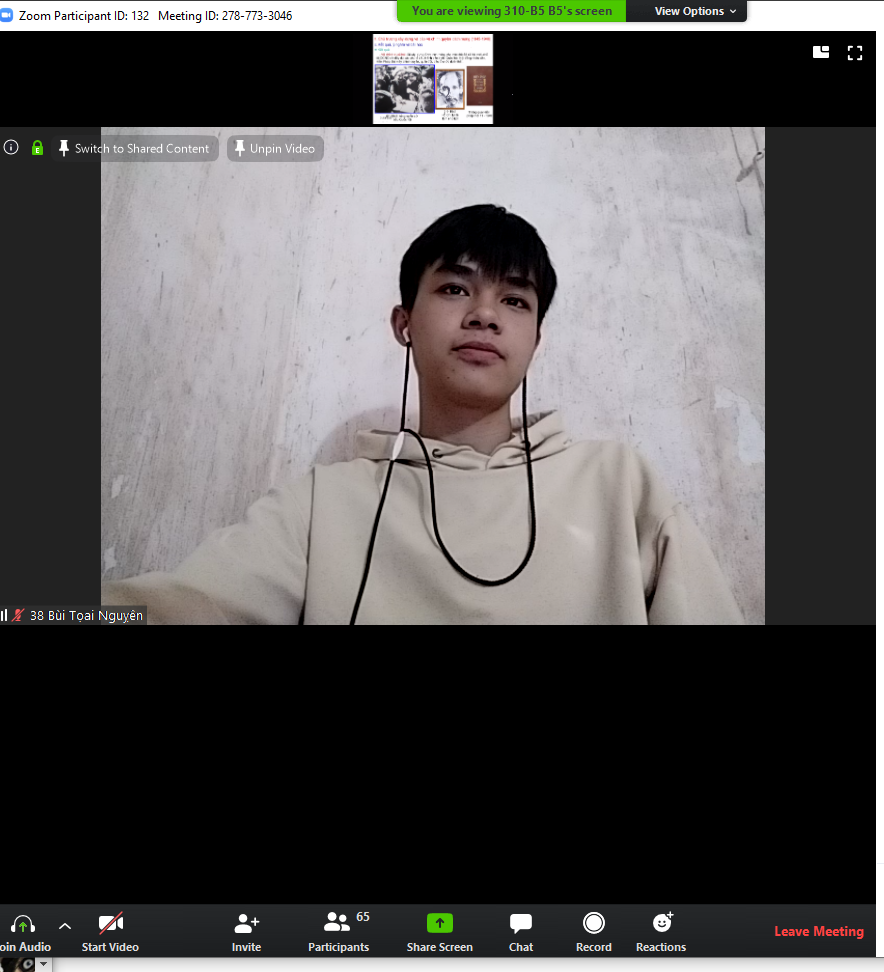 Zoom Participant ID: 132 Meeting ID: 278-773-3046
You are viewing 310-B5 B5's screen
View Options
Switch to Shared Content
Unpin Video
38 Bùi Tọai Nguyên
oin Audio
Start Video
Invite
Participants
65
Share Screen
Chat
Record
Reactions
Leave Meeting